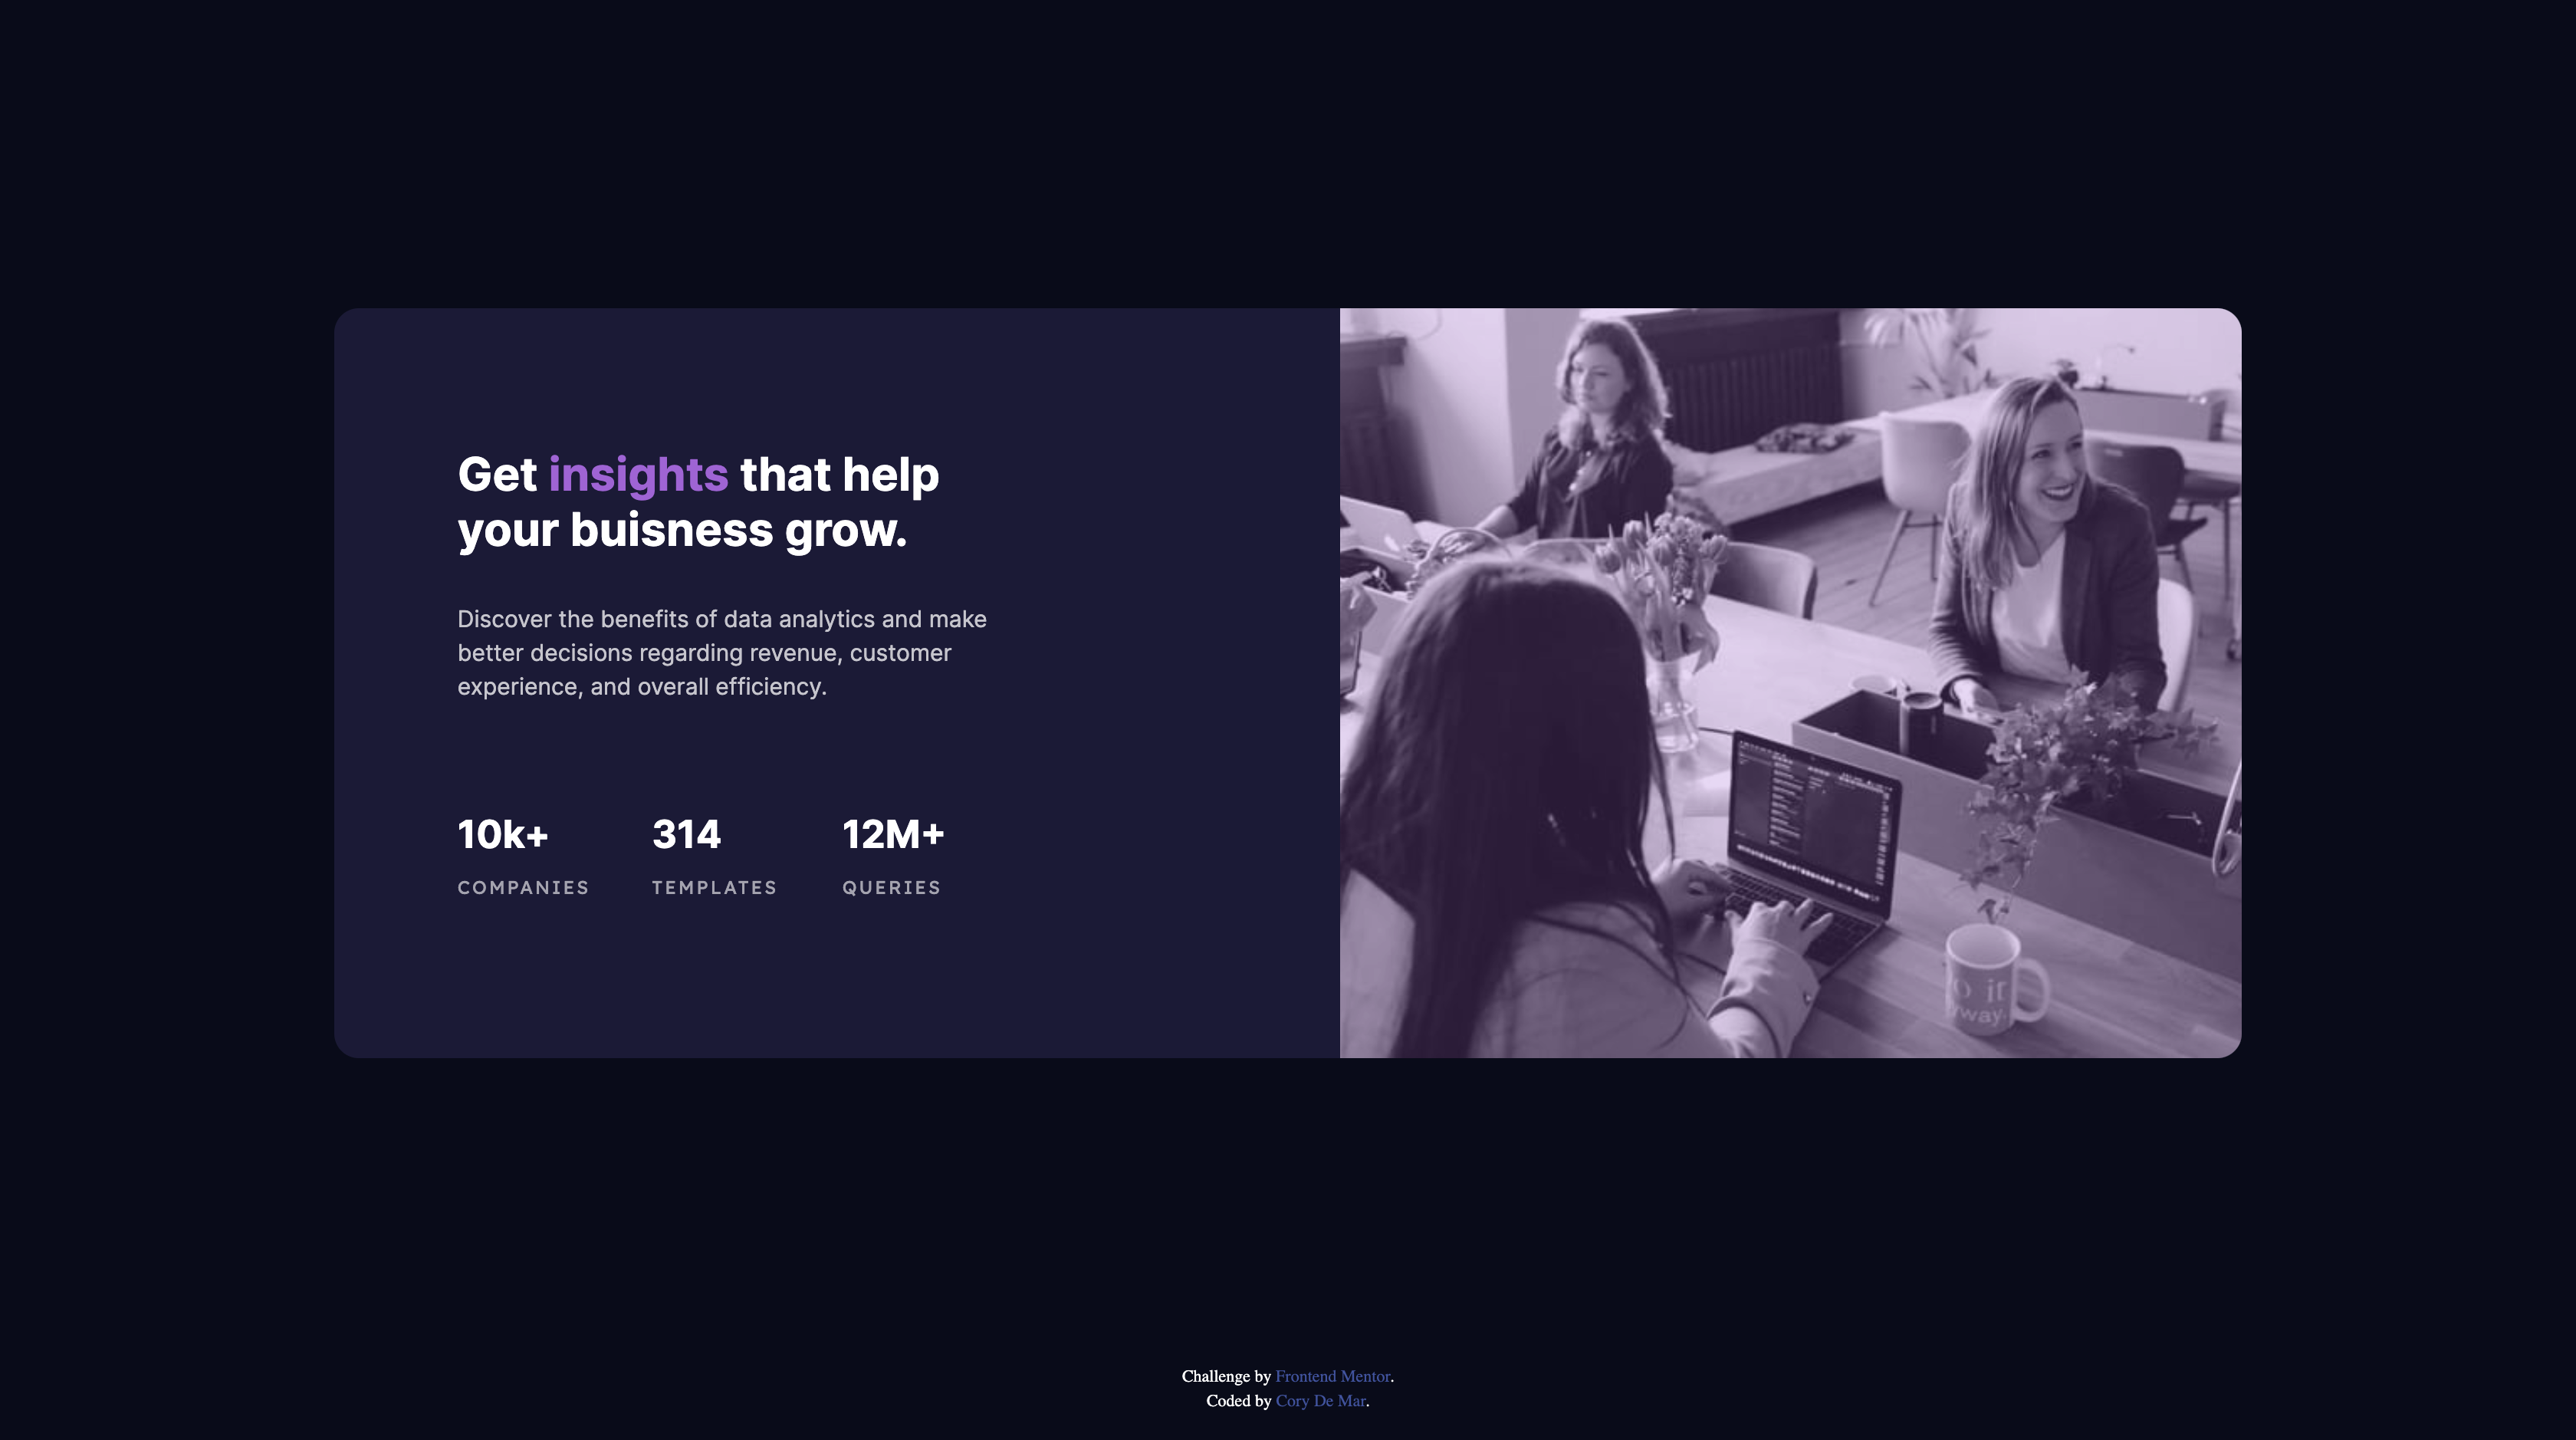 Get insights that help
your buisness grow.
Discover the benefits of data analytics and make
better decisions regarding revenue, customer
experience, and overall efficiency.
10k+ 314 12M+
COMPANIES TEMPLATES QUERIES
Challenge by Frontend Mentor.
Coded by Cory De Mar.